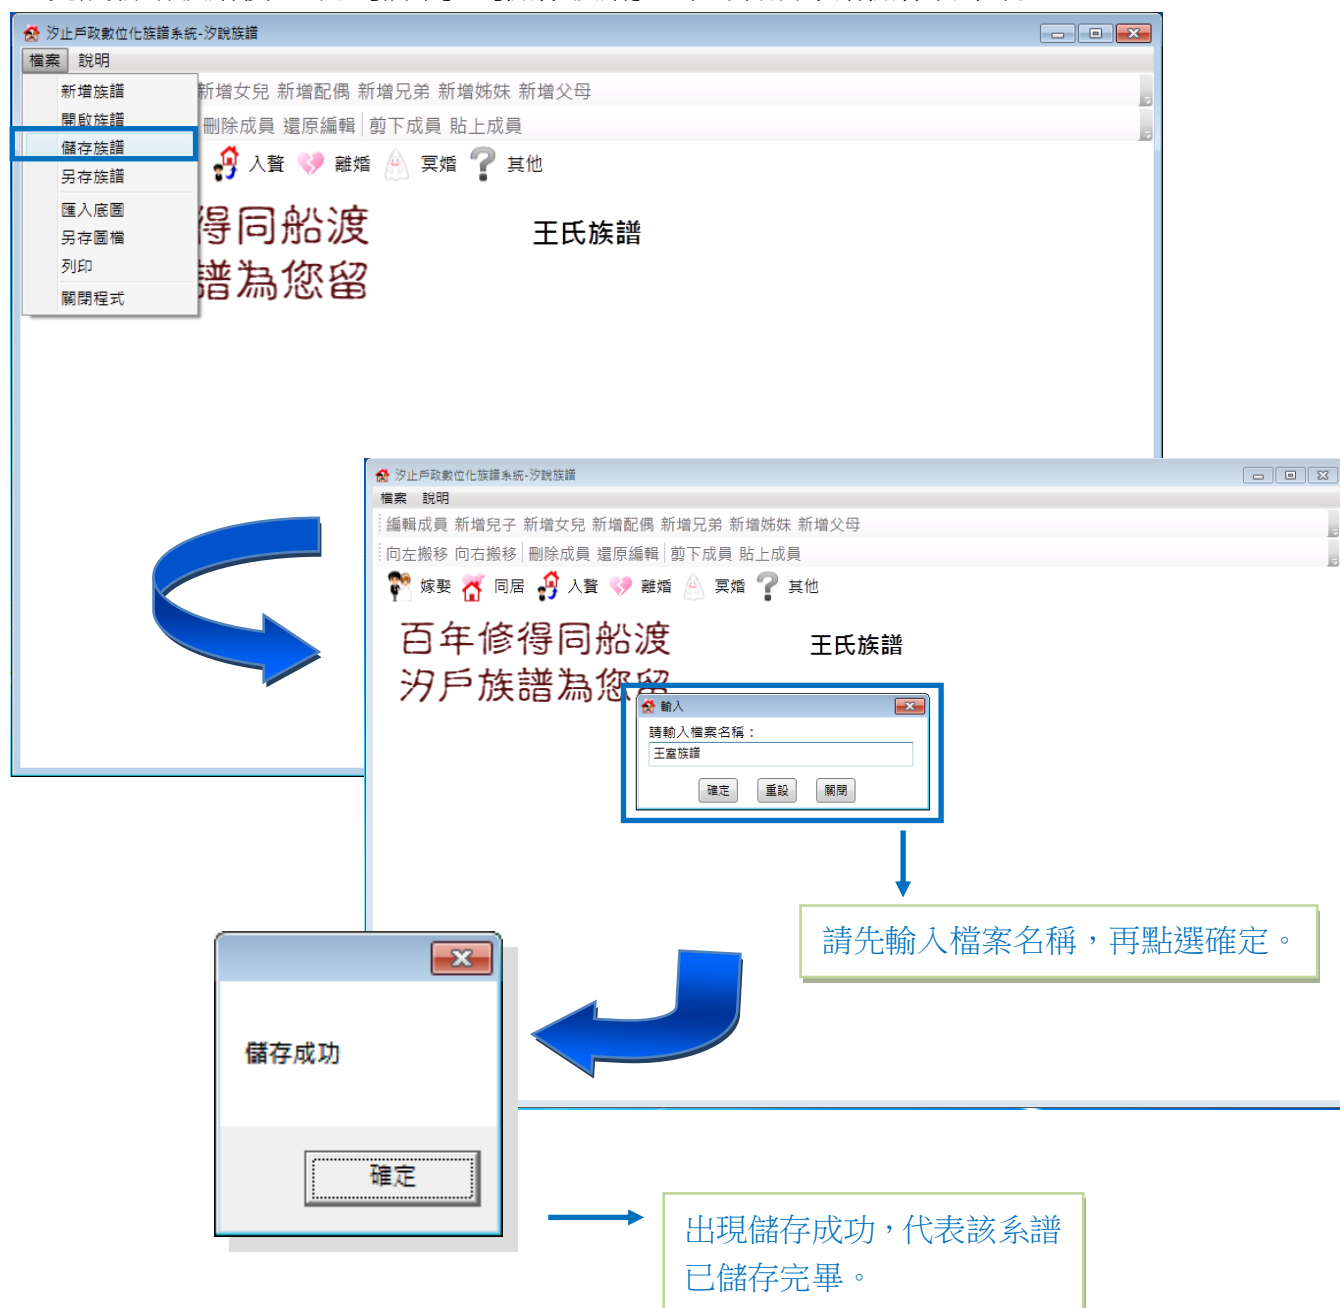 汐止戶政數位化族譜系統-汐說族譜
檔案 說明
新增族譜
開啟族譜
儲存族譜
另存族譜
匯入底圖
另存圖檔
列印
關閉程式
新增女兒 新增配偶 新增兄弟 新增姊妹 新增父母
刪除成員 還原編輯 剪下成員 貼上成員
入贅 離婚 冥婚 其他
得同船渡
譜為您留
王氏族譜
汐止戶政數位化族譜系統-汐說族譜
檔案 說明
編輯成員 新增兒子 新增女兒 新增配偶 新增兄弟 新增姊妹 新增父母
向左搬移 向右搬移 刪除成員 還原編輯 剪下成員 貼上成員
嫁娶 同居 入贅 離婚 冥婚 其他
百年修得同船渡
汐戶族譜為您留
王氏族譜
輸入
請輸入檔案名稱：
王室族譜
確定 重設 關閉
請先輸入檔案名稱，再點選確定。
儲存成功
確定
出現儲存成功，代表該系譜
已儲存完畢。